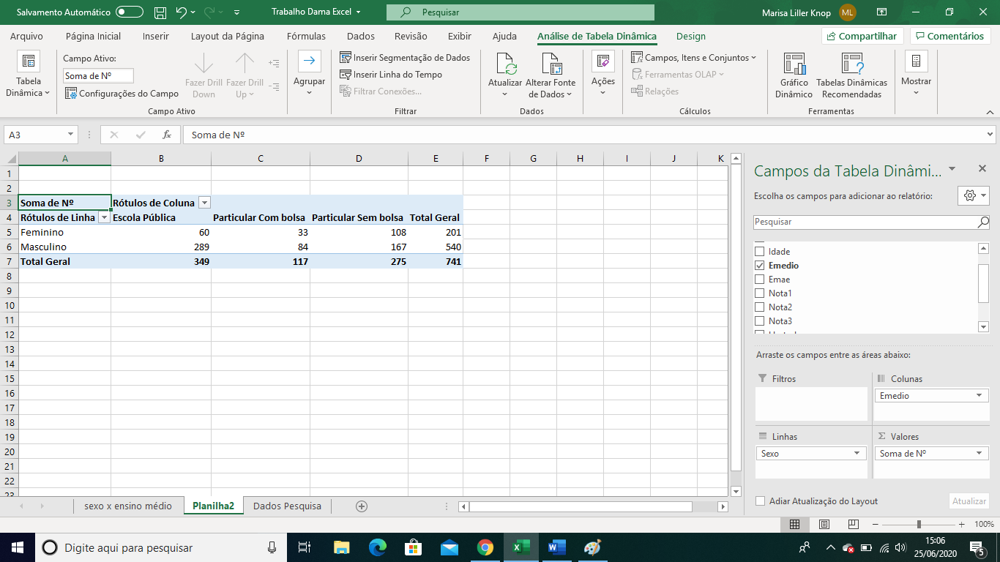 Salvamento Automático
Trabalho Dama Excel
Pesquisar
Marisa Liller Knop
ML
Arquivo Página Inicial Inserir Layout da Página Fórmulas Dados Revisão Exibir Ajuda Análise de Tabela Dinâmica Design
Compartilhar
Comentários
Tabela Dinâmica
Campo Ativo:
Soma de Nº
Configurações do Campo
Fazer Drill Down
Fazer Drill Up
Campo Ativo
Agrupar
Inserir Segmentação de Dados
Inserir Linha do Tempo
Filtrar Conexões...
Filtrar
Atualizar
Alterar Fonte de Dados
Dados
Ações
Campos, Itens e Conjuntos
Ferramentas OLAP
Relações
Cálculos
Gráfico Dinâmico
Tabelas Dinâmicas Recomendadas
Ferramentas
Mostrar
A3
fx
Soma de Nº
A B C D E F G H I J K
1
2
3 Soma de Nº Rótulos de Coluna
4 Rótulos de Linha Escola Pública Particular Com bolsa Particular Sem bolsa Total Geral
5 Feminino 60 33 108 201
6 Masculino 289 84 167 540
7 Total Geral 349 117 275 741
8
9
10
11
12
13
14
15
16
17
18
19
20
21
22
23
Campos da Tabela Dinâmi...
Escolha os campos para adicionar ao relatório:
Pesquisar
Idade
Emedio
Emae
Nota1
Nota2
Nota3
Arraste os campos entre as áreas abaixo:
Filtros
Colunas
Emedio
Linhas
Σ Valores
Sexo
Soma de Nº
Adiar Atualização do Layout
Atualizar
sexo x ensino médio Planilha2 Dados Pesquisa
100%
Digite aqui para pesquisar
15:06
25/06/2020
5